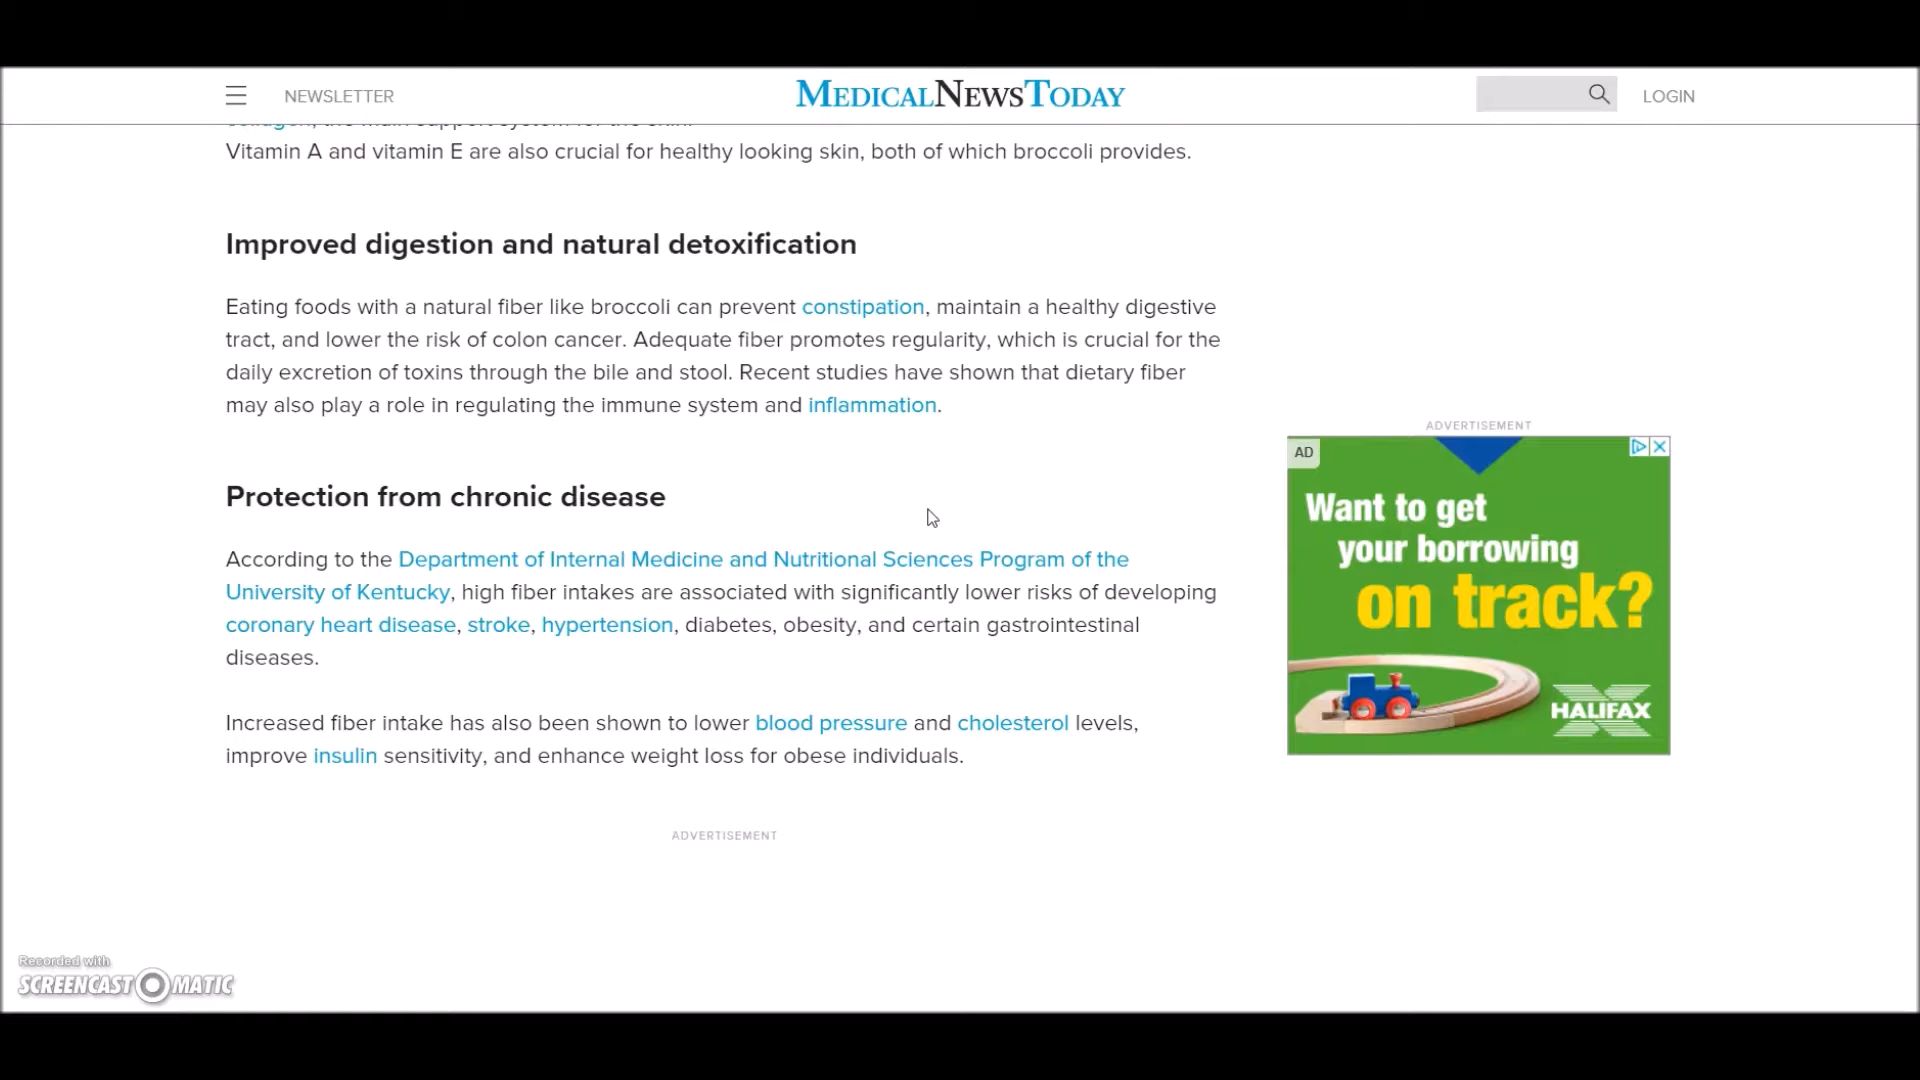 NEWSLETTER
MEDICALNEWSTODAY
LOGIN
Vitamin A and vitamin E are also crucial for healthy looking skin, both of which broccoli provides.
Improved digestion and natural detoxification
Eating foods with a natural fiber like broccoli can prevent constipation, maintain a healthy digestive
tract, and lower the risk of colon cancer. Adequate fiber promotes regularity, which is crucial for the
daily excretion of toxins through the bile and stool. Recent studies have shown that dietary fiber
may also play a role in regulating the immune system and inflammation.
Protection from chronic disease
According to the Department of Internal Medicine and Nutritional Sciences Program of the
University of Kentucky, high fiber intakes are associated with significantly lower risks of developing
coronary heart disease, stroke, hypertension, diabetes, obesity, and certain gastrointestinal
diseases.
Increased fiber intake has also been shown to lower blood pressure and cholesterol levels,
improve insulin sensitivity, and enhance weight loss for obese individuals.
ADVERTISEMENT
ADVERTISEMENT
AD
Want to get
your borrowing
on track?
HALIFAX
Recorded with
SCREENCAST MATIC